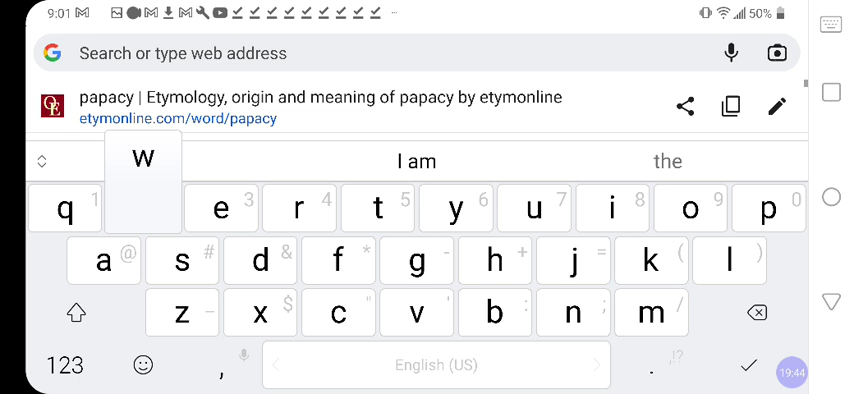 9:01 50%
G Search or type web address
OE papacy | Etymology, origin and meaning of papacy by etymonline
etymonline.com/word/papacy
w I am the
q 1 e 3 r 4 t 5 y 6 u 7 i 8 o 9 p 0
a @ s # d & f * g - h + j = k ( l )
z _ x $ c " v ' b : n ; m /
123 , English (US) . ,!?
19:44